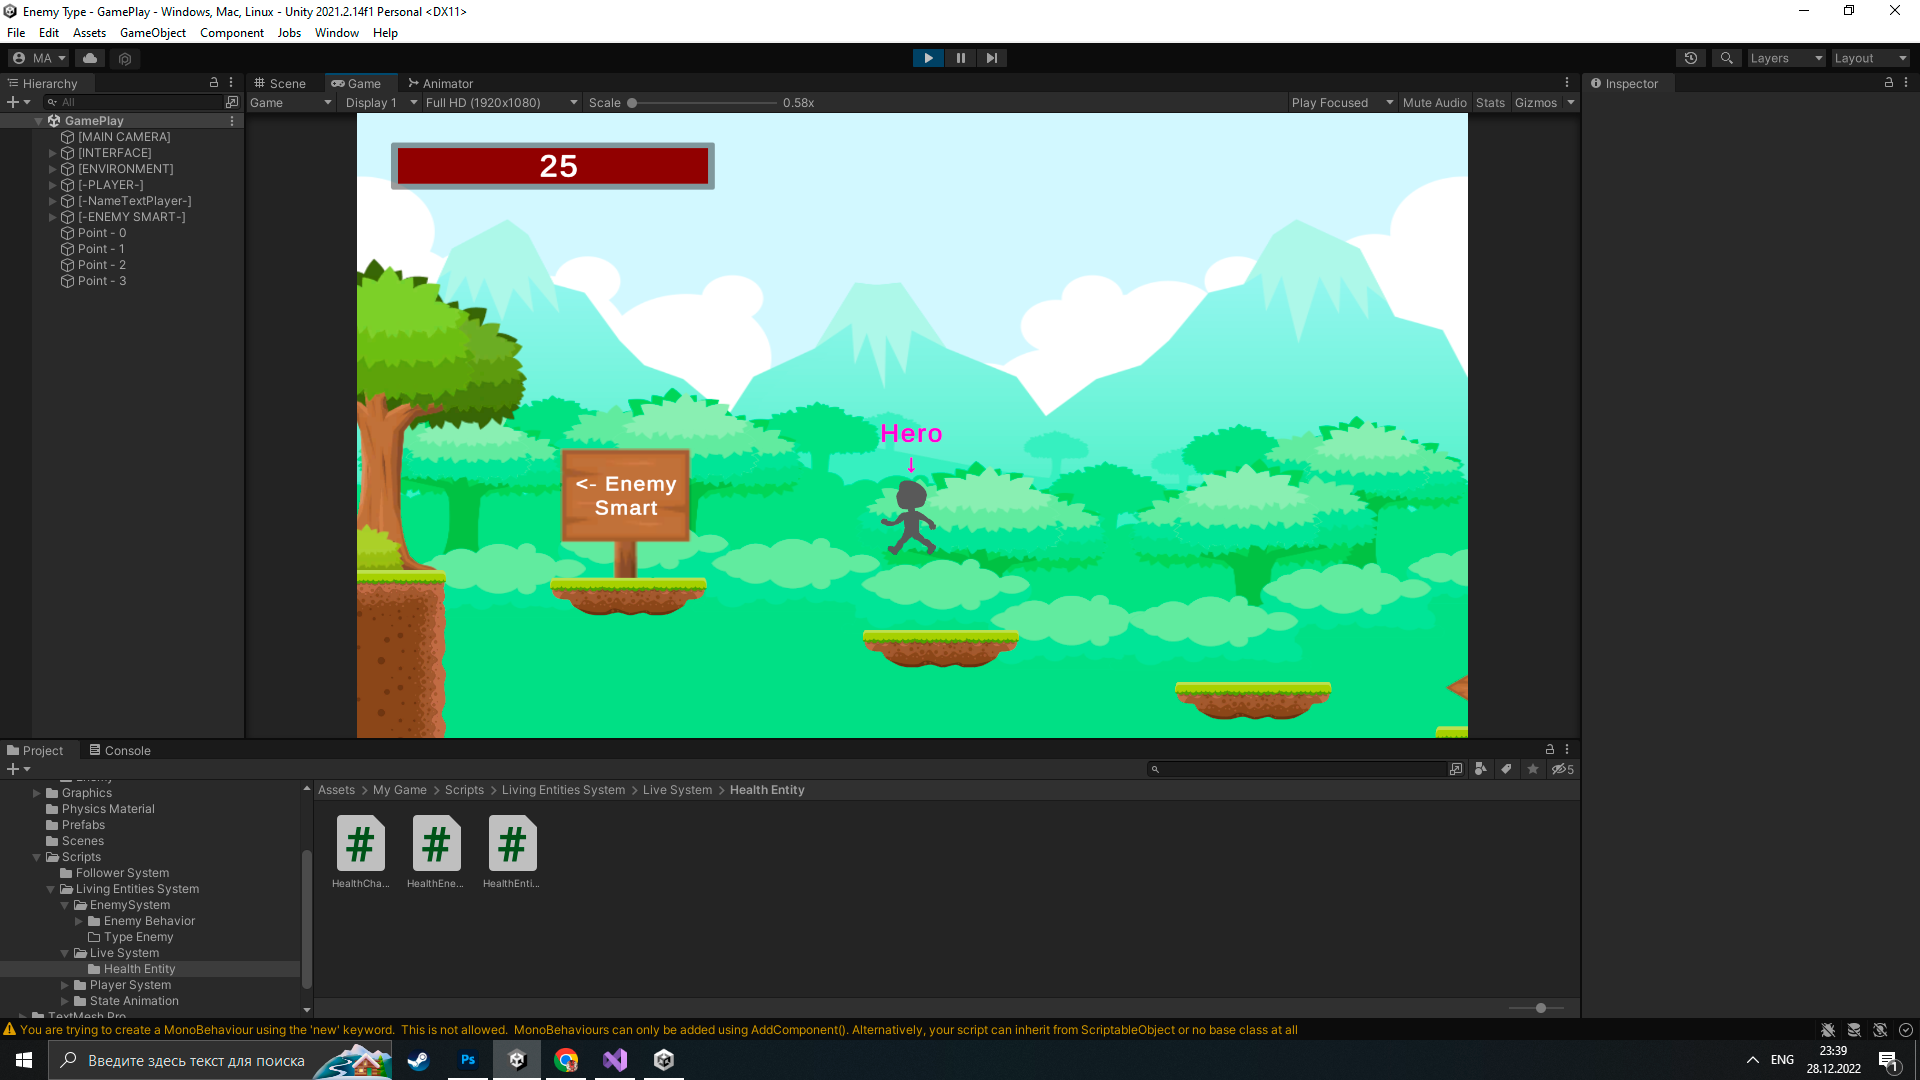 Enemy Type - GamePlay - Windows, Mac, Linux - Unity 2021.2.14f1 Personal <DX11>
File Edit Assets GameObject Component Jobs Window Help
MA
Layers Layout
Hierarchy
Scene Game Animator
Inspector
All
Game Display 1 Full HD (1920x1080) Scale 0.58x Play Focused Mute Audio Stats Gizmos
GamePlay
[MAIN CAMERA]
[INTERFACE]
[ENVIRONMENT]
[-PLAYER-]
[-NameTextPlayer-]
[-ENEMY SMART-]
Point - 0
Point - 1
Point - 2
Point - 3
25
Hero
↓
<- Enemy
Smart
Project Console
5
Enemy
Graphics
Physics Material
Prefabs
Scenes
Scripts
Follower System
Living Entities System
EnemySystem
Enemy Behavior
Type Enemy
Live System
Health Entity
Player System
State Animation
TextMesh Pro
Assets > My Game > Scripts > Living Entities System > Live System > Health Entity
# # #
HealthCha... HealthEne... HealthEnti...
You are trying to create a MonoBehaviour using the 'new' keyword. This is not allowed. MonoBehaviours can only be added using AddComponent(). Alternatively, your script can inherit from ScriptableObject or no base class at all
Введите здесь текст для поиска
Ps
ENG
23:39
28.12.2022
1